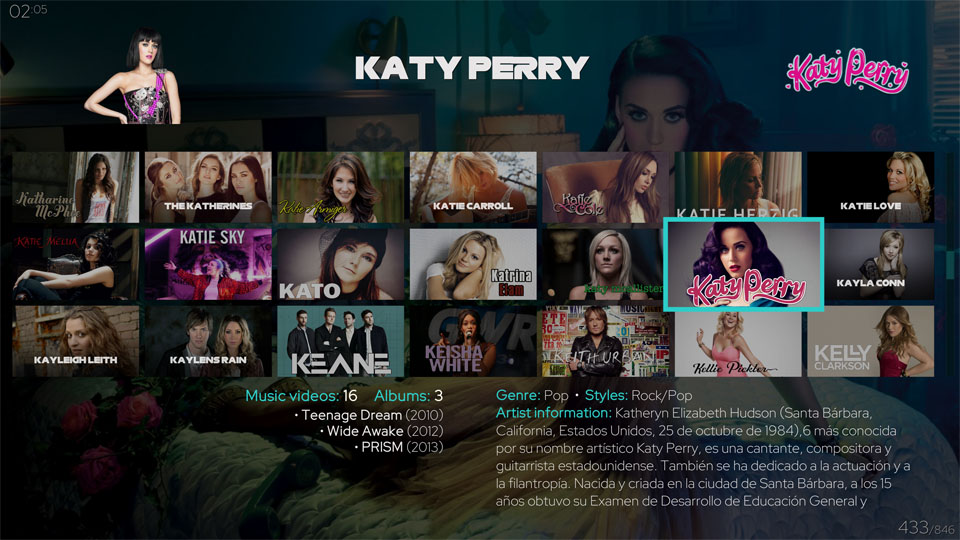 02:05
KATY PERRY
Katy Perry
Katharine McPhee
THE KATHERINES
Katie Armiger
KATIE CARROLL
Katie Cole
KATIE HERZIG
KATIE LOVE
KATIE MELUA
KATIE SKY
KATO
Katrina Elam
Katy McAllister
Katy Perry
KAYLA CONN
KAYLEIGH LEITH
KAYLENS RAIN
KEANE
KEISHA WHITE
KEITH URBAN
Kellie Pickler
KELLY CLARKSON
Music videos: 16 Albums: 3
• Teenage Dream (2010)
• Wide Awake (2012)
• PRISM (2013)
Genre: Pop • Styles: Rock/Pop
Artist information: Katheryn Elizabeth Hudson (Santa Bárbara,
California, Estados Unidos, 25 de octubre de 1984),6 más conocida
por su nombre artístico Katy Perry, es una cantante, compositora y
guitarrista estadounidense. También se ha dedicado a la actuación y a
la filantropía. Nacida y criada en la ciudad de Santa Bárbara, a los 15
años obtuvo su Examen de Desarrollo de Educación General y
433/846